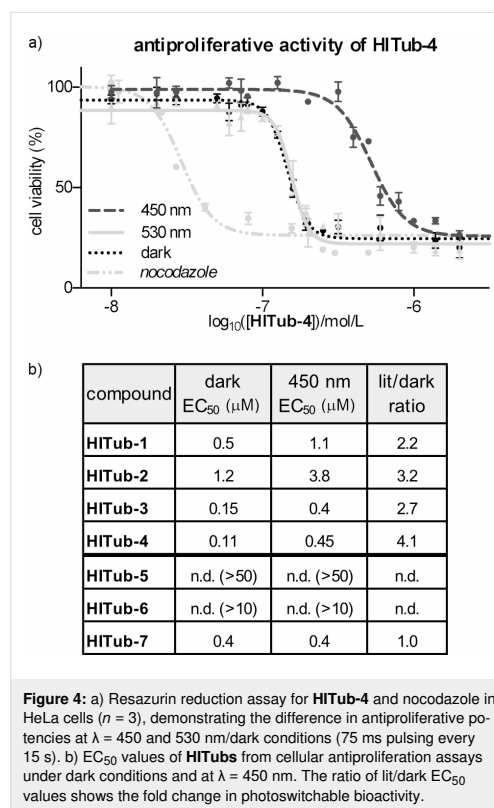 a)
antiproliferative activity of HITub-4
cell viability (%)
100
50
0
450 nm
530 nm
dark
nocodazole
-8 -7 -6
log10([HITub-4])/mol/L
b)
compound dark EC50 (µM) 450 nm EC50 (µM) lit/dark ratio
HITub-1 0.5 1.1 2.2
HITub-2 1.2 3.8 3.2
HITub-3 0.15 0.4 2.7
HITub-4 0.11 0.45 4.1
HITub-5 n.d. (>50) n.d. (>50) n.d.
HITub-6 n.d. (>10) n.d. (>10) n.d.
HITub-7 0.4 0.4 1.0
Figure 4: a) Resazurin reduction assay for HITub-4 and nocodazole in
HeLa cells (n = 3), demonstrating the difference in antiproliferative po-
tencies at λ = 450 and 530 nm/dark conditions (75 ms pulsing every
15 s). b) EC50 values of HITubs from cellular antiproliferation assays
under dark conditions and at λ = 450 nm. The ratio of lit/dark EC50
values shows the fold change in photoswitchable bioactivity.